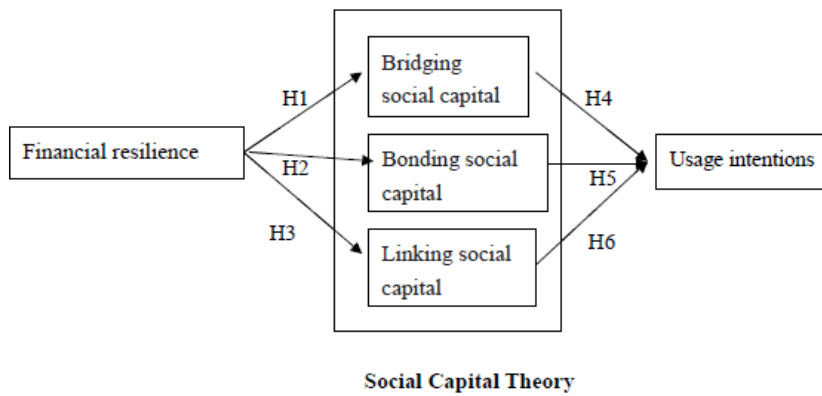 Bridging
social capital
H1
H4
Financial resilience
Bonding social
capital
Usage intentions
H2
H5
H3
Linking social
capital
H6
Social Capital Theory